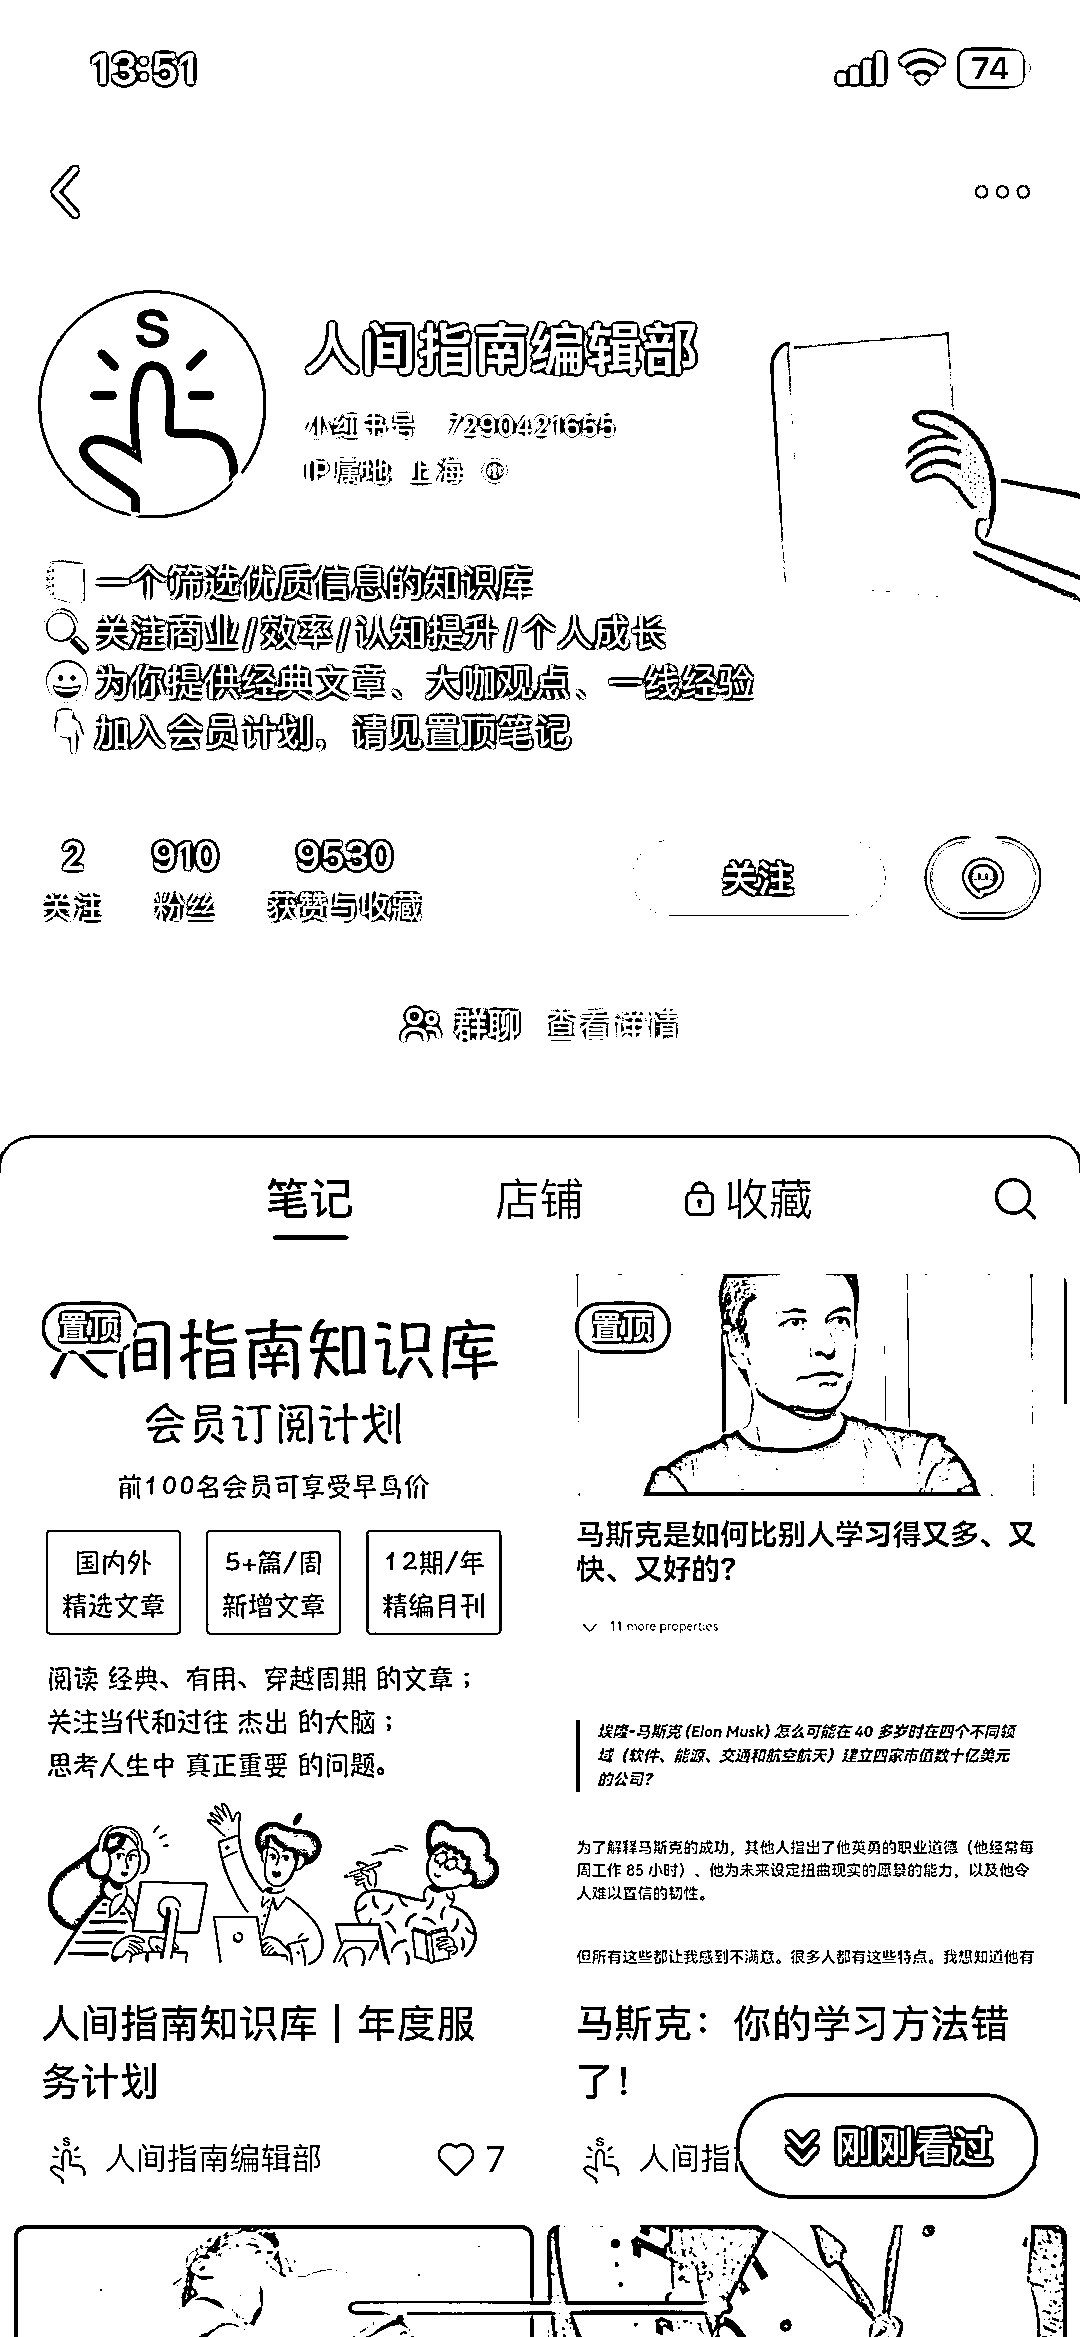 13:51
74
S
人间指南编辑部
小红书号 7290421655
IP属地 上海
一个筛选优质信息的知识库
关注商业/效率/认知提升/个人成长
为你提供经典文章、大咖观点、一线经验
加入会员计划，请见置顶笔记
2 910 9530
关注 粉丝 获赞与收藏
关注
群聊 查看详情
笔记 店铺 收藏
置顶
人间指南知识库
会员订阅计划
前100名会员可享受早鸟价
国内外
精选文章
5+篇/周
新增文章
12期/年
精编月刊
阅读 经典、有用、穿越周期 的文章；
关注当代和过往 杰出 的大脑；
思考人生中 真正重要 的问题。
人间指南知识库｜年度服
务计划
人间指南编辑部
7
置顶
马斯克是如何比别人学习得又多、又
快、又好的？
11 more properties
埃隆-马斯克 (Elon Musk) 怎么可能在 40 多岁时在四个不同领
域（软件、能源、交通和航空航天）建立四家市值数十亿美元
的公司？
为了解释马斯克的成功，其他人指出了他英勇的职业道德（他经常每
周工作 85 小时）、他为未来设定扭曲现实的愿景的能力，以及他令
人难以置信的韧性。
但所有这些都让我感到不满意。很多人都有这些特点。我想知道他有
马斯克：你的学习方法错
了！
人间指
刚刚看过